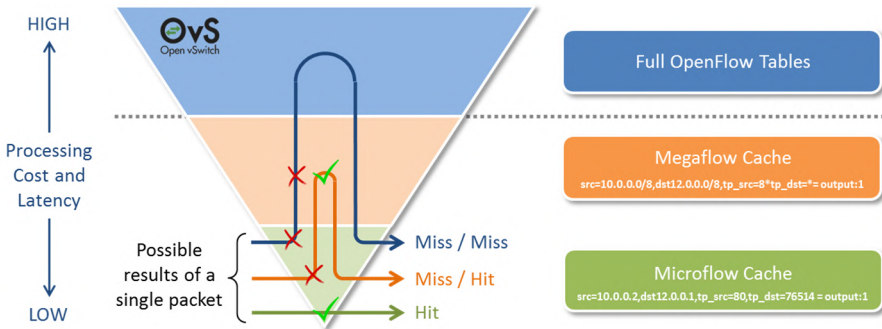 HIGH
Processing
Cost and
Latency
LOW
OvS
Open vSwitch
Possible
results of a
single packet
Miss / Miss
Miss / Hit
Hit
Full OpenFlow Tables
Megaflow Cache
src=10.0.0.0/8,dst12.0.0.0/8,tp_src=8*tp_dst=*= output:1
Microflow Cache
src=10.0.0.2,dst12.0.0.1,tp_src=80,tp_dst=76514 = output:1